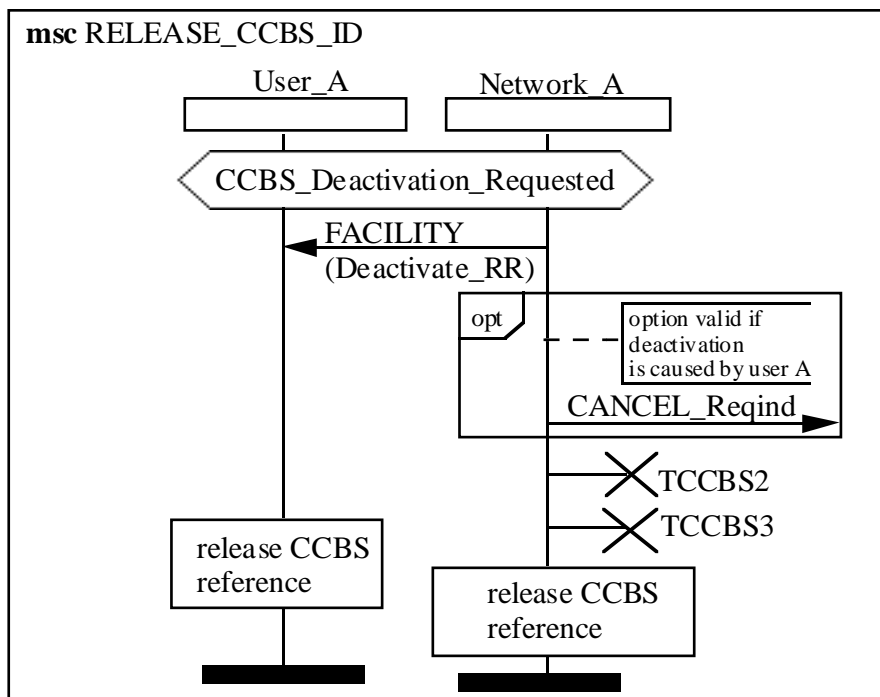 msc RELEASE_CCBS_ID
User_A
Network_A
CCBS_Deactivation_Requested
FACILITY
(Deactivate_RR)
opt
option valid if
deactivation
is caused by user A
CANCEL_Reqind
TCCBS2
TCCBS3
release CCBS
reference
release CCBS
reference